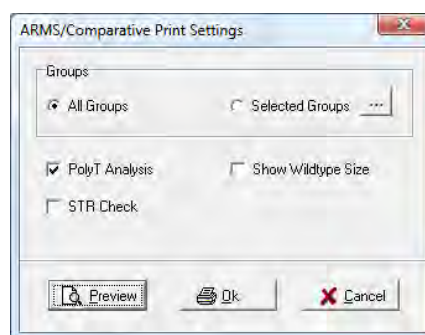 ARMS/Comparative Print Settings
Groups
All Groups Selected Groups ...
PolyT Analysis Show Wildtype Size
STR Check
Preview Ok Cancel